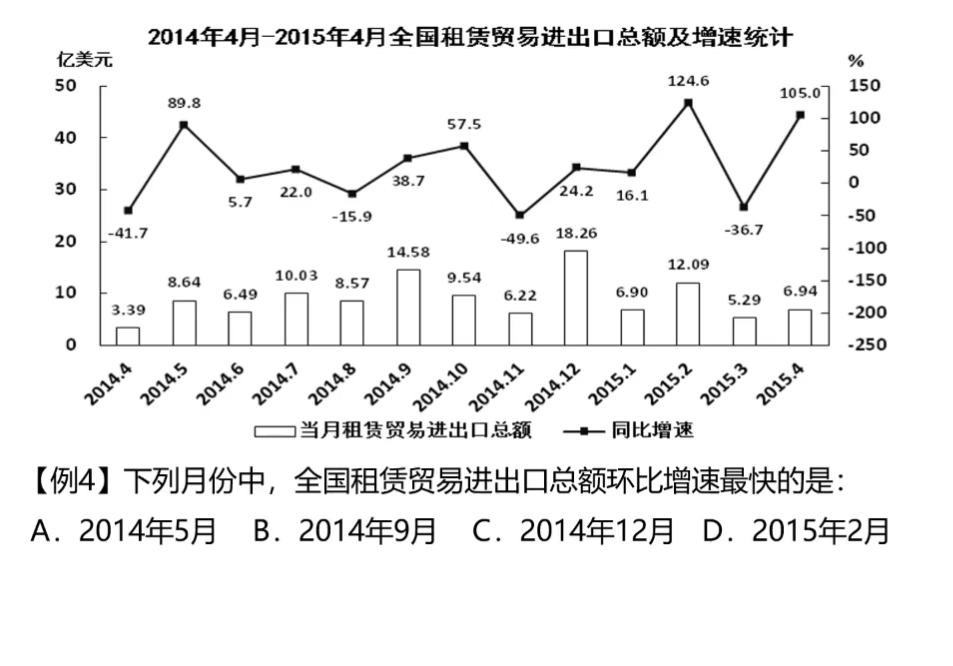 2014年4月-2015年4月全国租赁贸易进出口总额及增速统计
亿美元 %
50 150
40 100
30 50
20 0
10 -50
0 -100
-150
-200
-250
-41.7 89.8 5.7 22.0 -15.9 38.7 57.5 -49.6 24.2 16.1 124.6 -36.7 105.0
3.39 8.64 6.49 10.03 8.57 14.58 9.54 6.22 18.26 6.90 12.09 5.29 6.94
2014.4 2014.5 2014.6 2014.7 2014.8 2014.9 2014.10 2014.11 2014.12 2015.1 2015.2 2015.3 2015.4
当月租赁贸易进出口总额 同比增速
【例4】下列月份中，全国租赁贸易进出口总额环比增速最快的是：
A．2014年5月 B．2014年9月 C．2014年12月 D．2015年2月